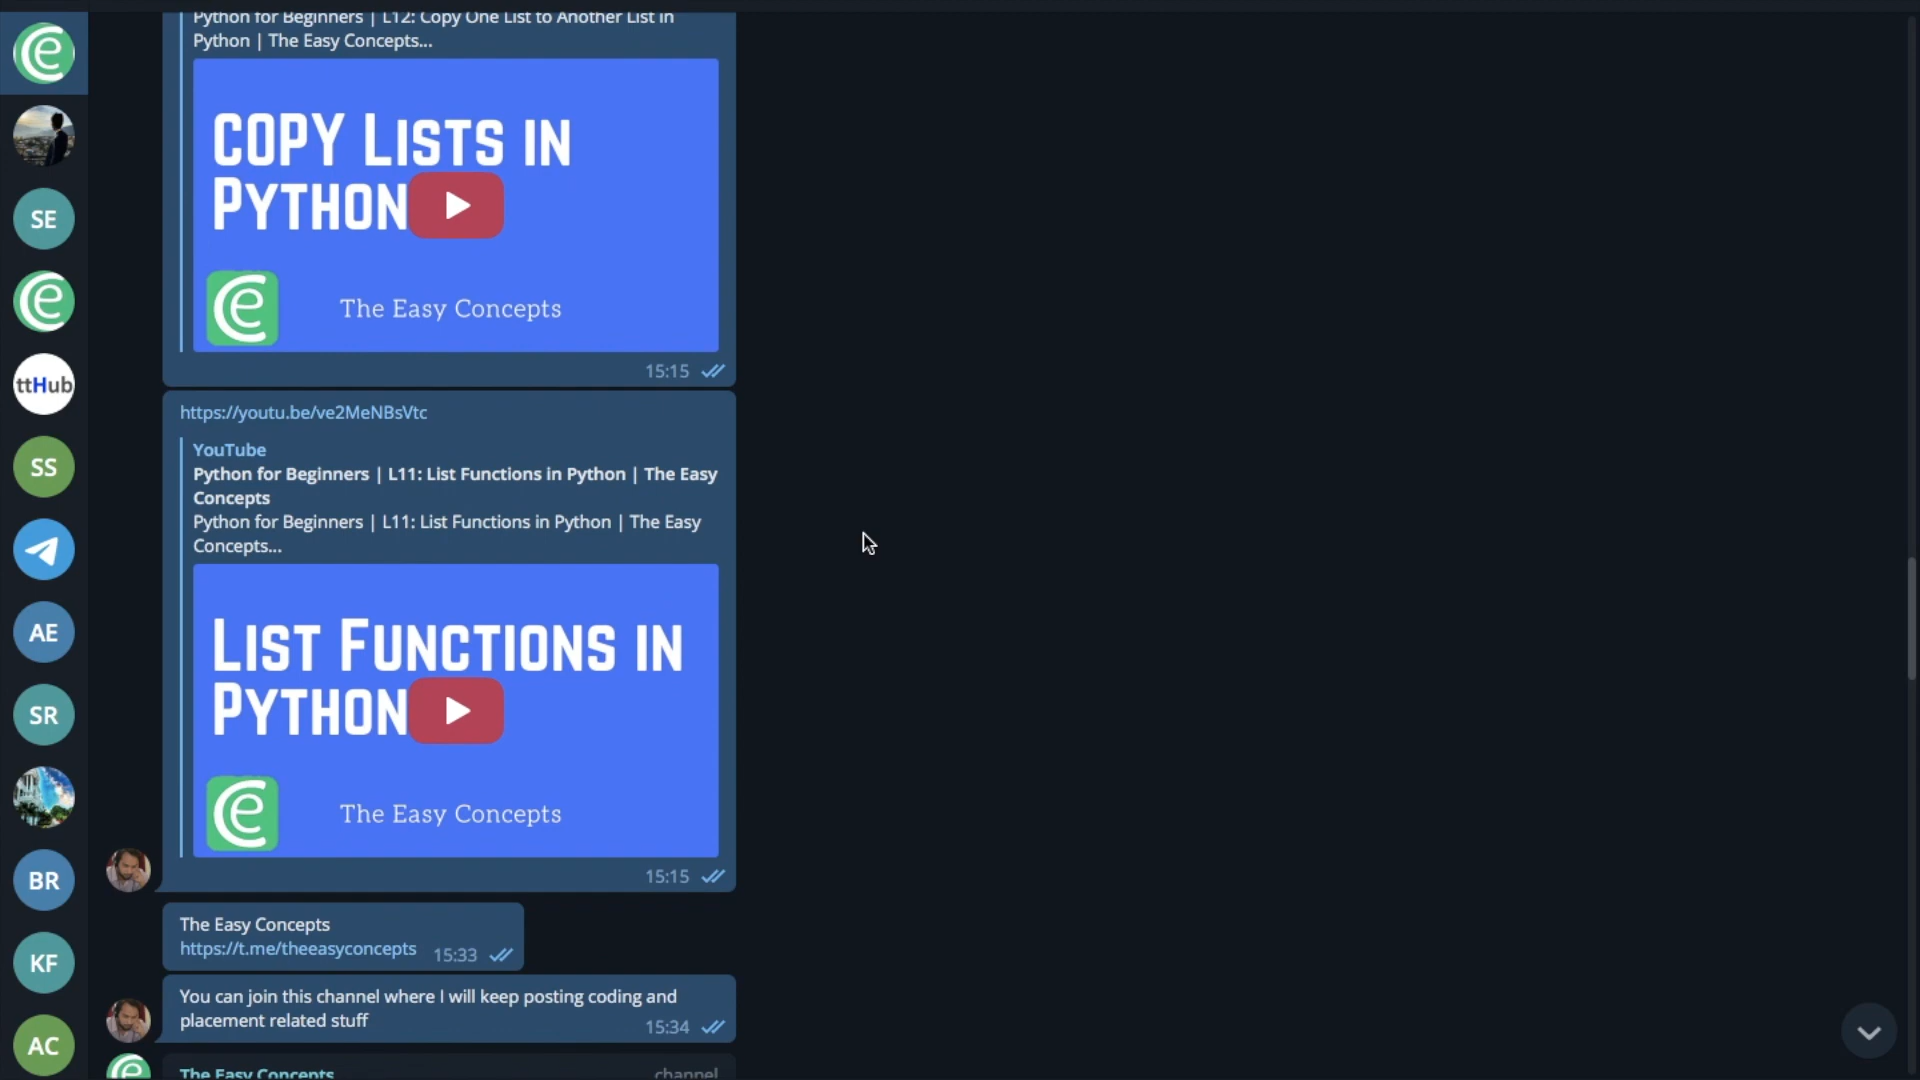 Python for Beginners | L12: Copy One List to Another List in
Python | The Easy Concepts...
COPY LISTS IN
PYTHON
The Easy Concepts
15:15
https://youtu.be/ve2MeNBsVtc
YouTube
Python for Beginners | L11: List Functions in Python | The Easy
Concepts
Python for Beginners | L11: List Functions in Python | The Easy
Concepts...
LIST FUNCTIONS IN
PYTHON
The Easy Concepts
15:15
The Easy Concepts
https://t.me/theeasyconcepts 15:33
You can join this channel where I will keep posting coding and
placement related stuff 15:34
The Easy Concepts channel
SE
ttHub
SS
AE
SR
BR
KF
AC